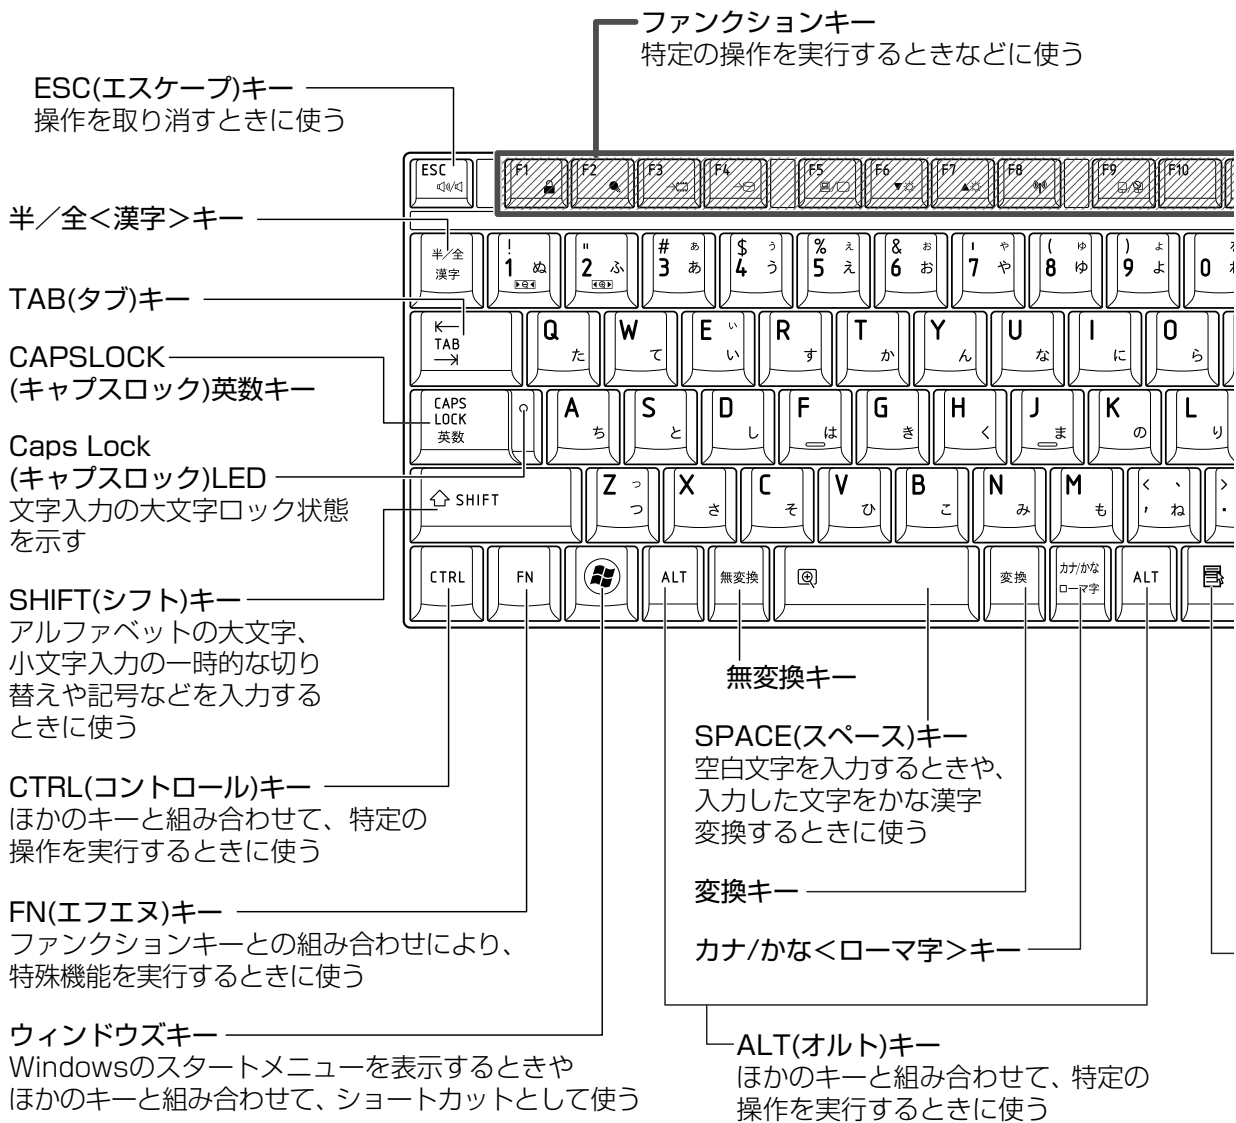 ファンクションキー
特定の操作を実行するときなどに使う
ESC(エスケープ)キー
操作を取り消すときに使う
半／全＜漢字＞キー
TAB(タブ)キー
CAPSLOCK
(キャプスロック)英数キー
Caps Lock
(キャプスロック)LED
文字入力の大文字ロック状態
を示す
SHIFT(シフト)キー
アルファベットの大文字、
小文字入力の一時的な切り
替えや記号などを入力する
ときに使う
CTRL(コントロール)キー
ほかのキーと組み合わせて、特定の
操作を実行するときに使う
FN(エフエヌ)キー
ファンクションキーとの組み合わせにより、
特殊機能を実行するときに使う
ウィンドウズキー
Windowsのスタートメニューを表示するときや
ほかのキーと組み合わせて、ショートカットとして使う
ESC F1 F2 F3 F4 F5 F6 F7 F8 F9 F10
半／全 ! " # ぁ $ ぅ % ぇ & ぉ ' ゃ ( ゅ ) ょ
漢字 1 ぬ 2 ふ 3 あ 4 う 5 え 6 お 7 や 8 ゆ 9 よ 0
TAB Q た W て E ぃ い R す T か Y ん U な I に O ら
CAPS
LOCK
英数
A ち S と D し F は G き H く J ま K の L り
SHIFT Z っ つ X さ C そ V ひ B こ N み M も < 、 , ね > .
CTRL FN ALT 無変換 変換 カナ/かな
ローマ字
ALT
無変換キー
SPACE(スペース)キー
空白文字を入力するときや、
入力した文字をかな漢字
変換するときに使う
変換キー
カナ/かな＜ローマ字＞キー
ALT(オルト)キー
ほかのキーと組み合わせて、特定の
操作を実行するときに使う